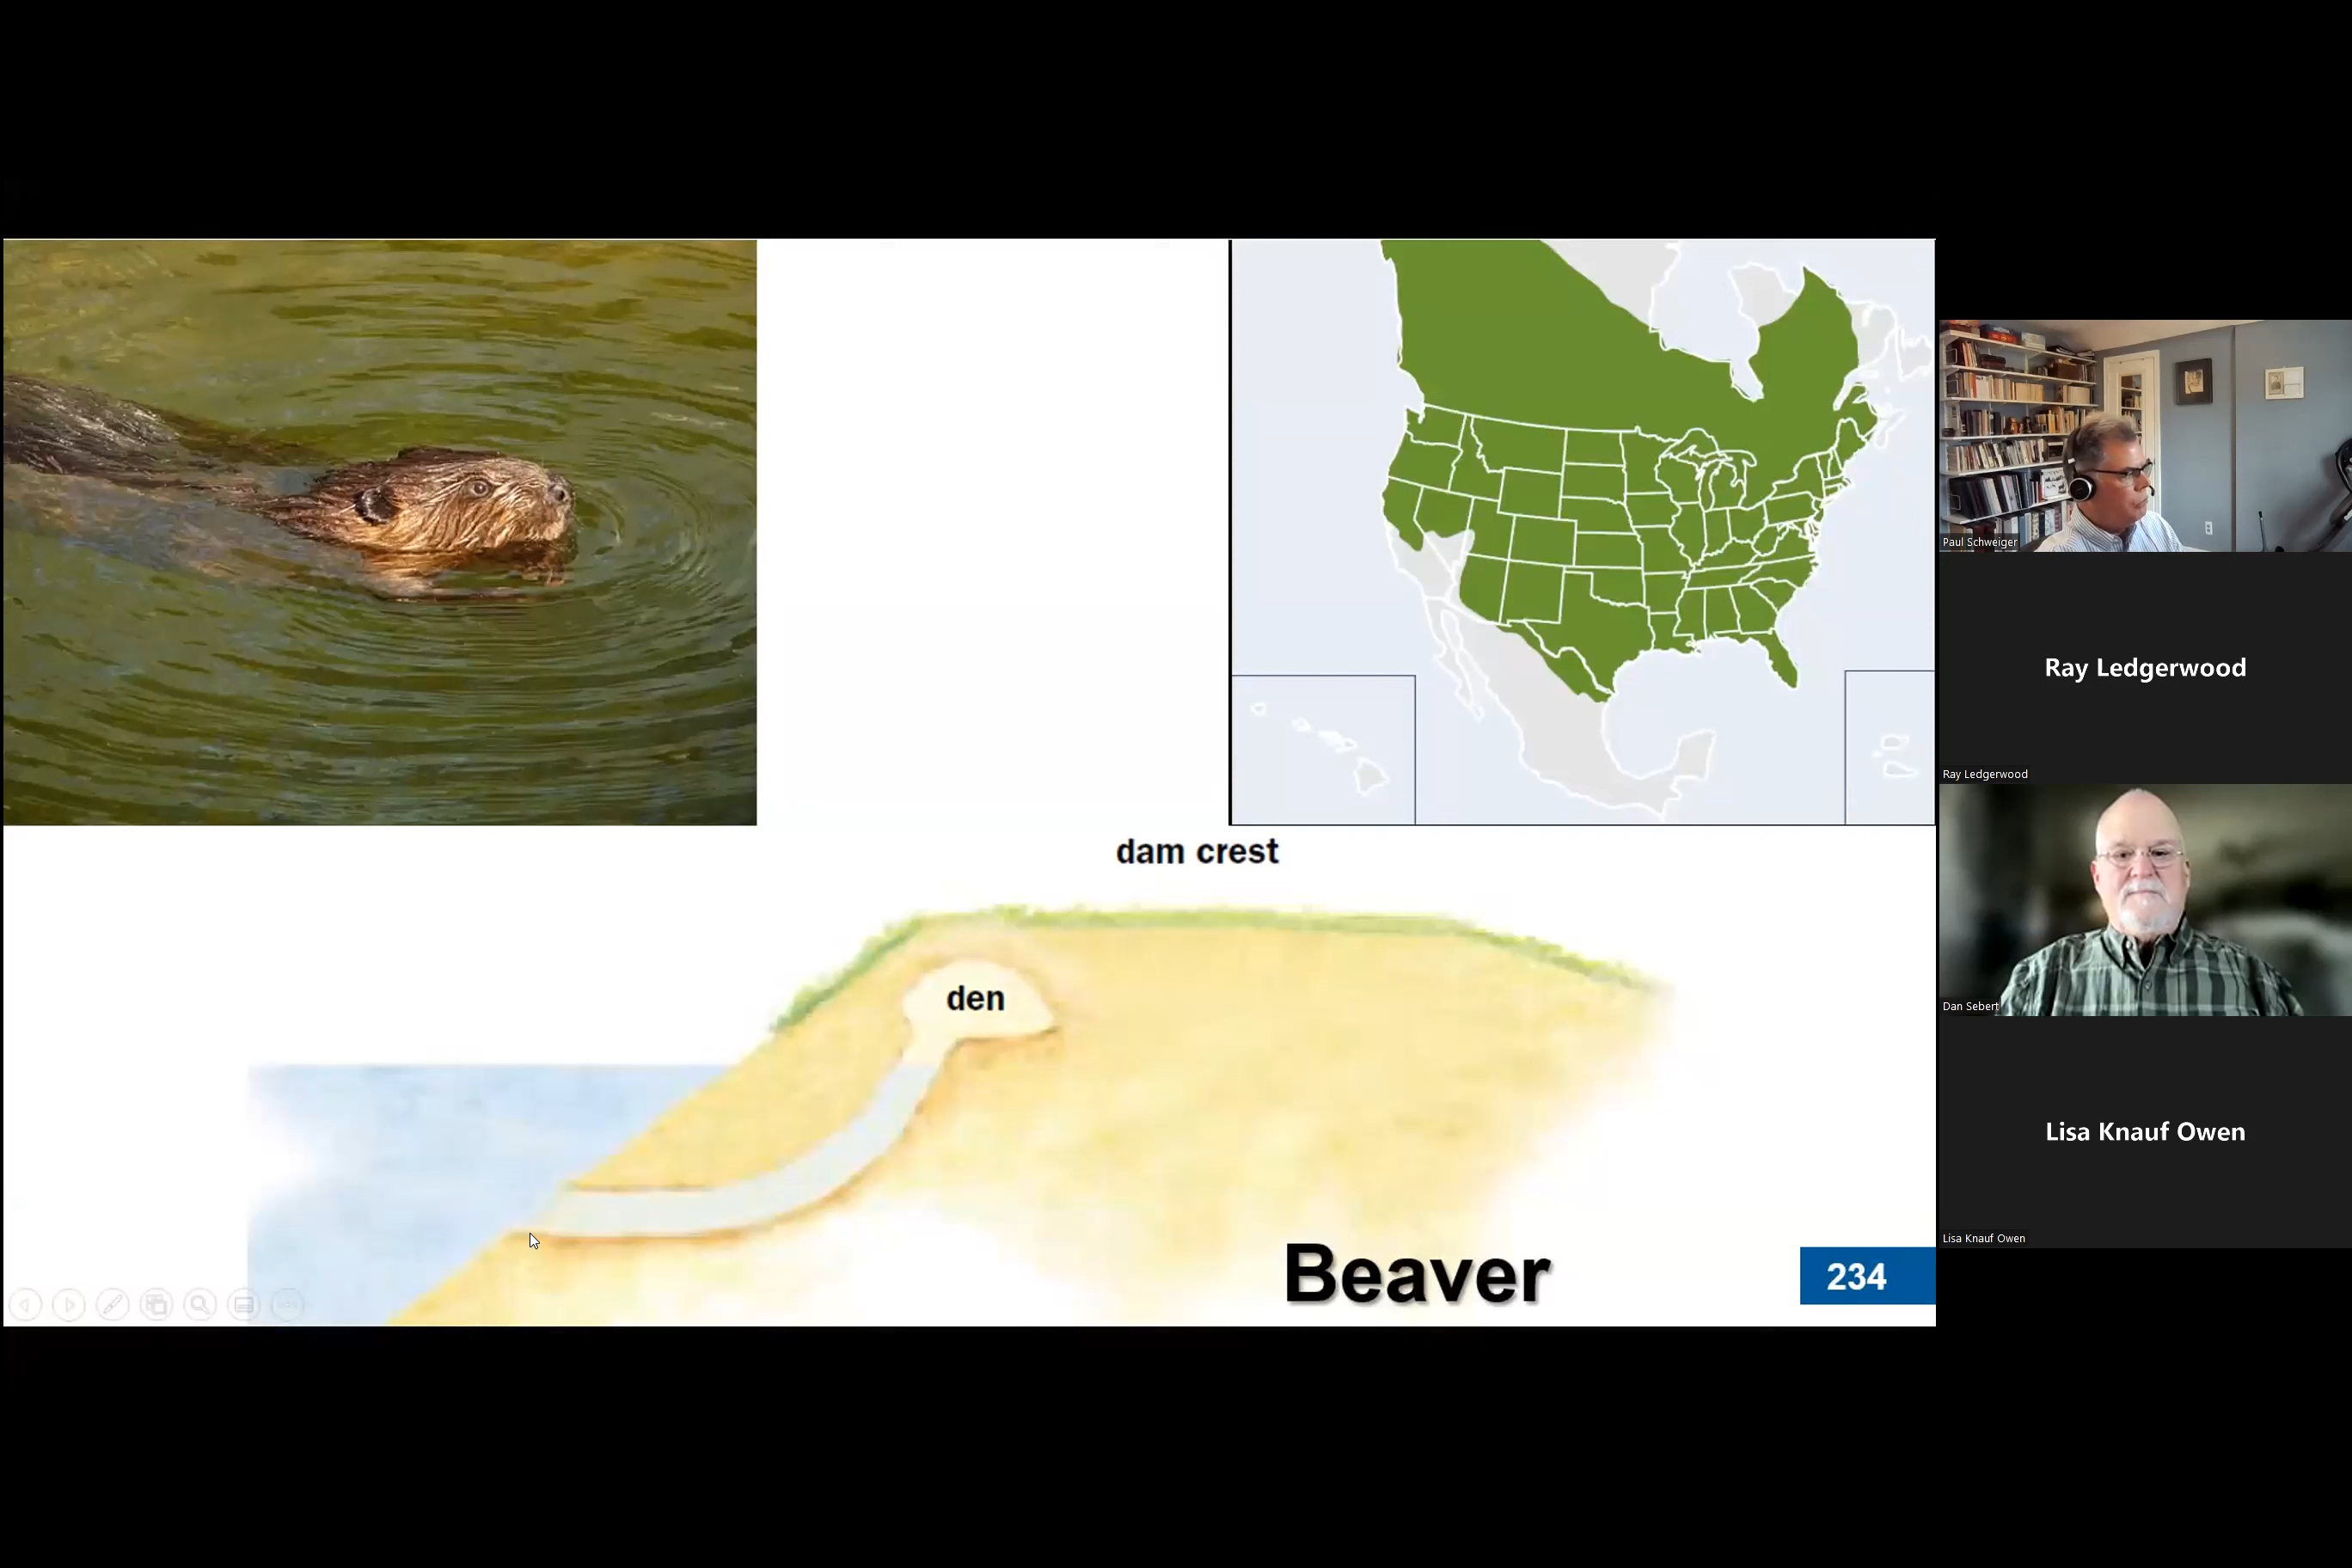 dam crest
den
Beaver
234
Paul Schweiger
Ray Ledgerwood
Ray Ledgerwood
Dan Sebert
Lisa Knauf Owen
Lisa Knauf Owen